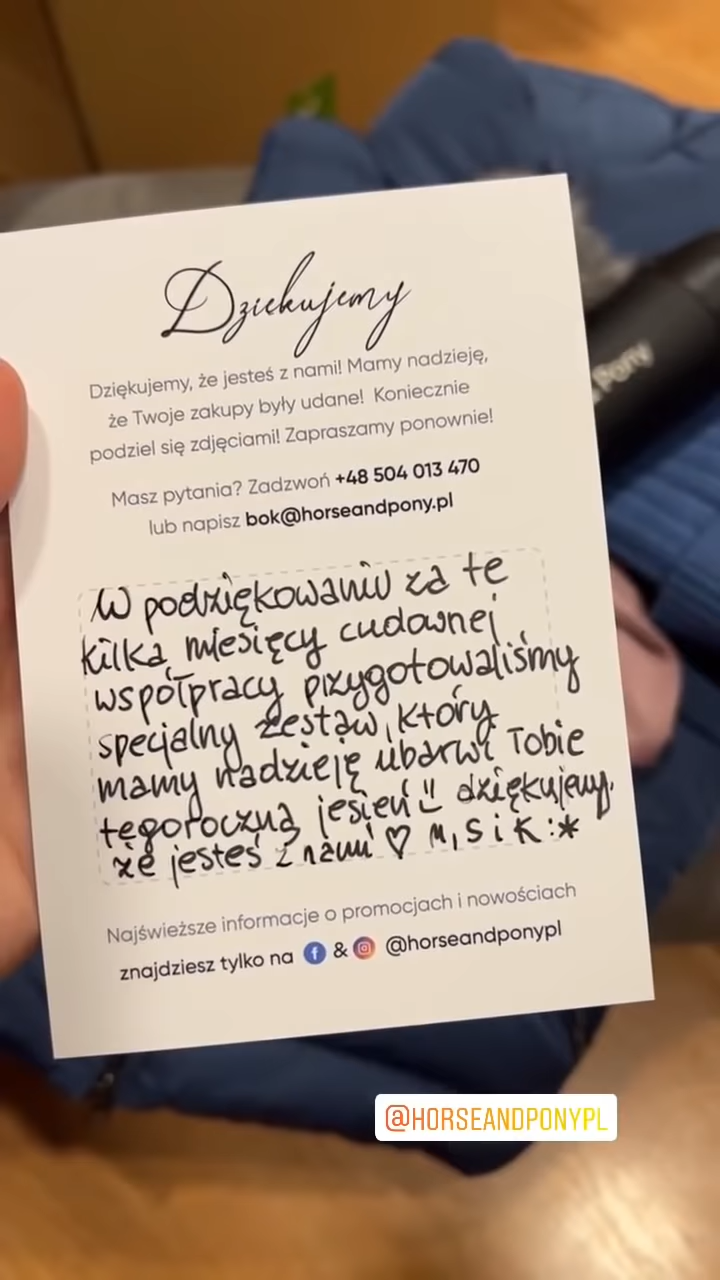 Dziekujemy
Dziękujemy, że jesteś z nami! Mamy nadzieję,
że Twoje zakupy były udane! Koniecznie
podziel się zdjęciami! Zapraszamy ponownie!
Masz pytania? Zadzwoń +48 504 013 470
lub napisz bok@horseandpony.pl
W podziękowaniu za te
kilka miesięcy cudownej
współpracy przygotowaliśmy
specjalny zestaw, który
mamy nadzieję ubarwi Tobie
tegoroczną jesień!! dziękujemy,
że jesteś z nami ♡ M, S i K :*
Najświeższe informacje o promocjach i nowościach
znajdziesz tylko na & @horseandponypl
Pony
@HORSEANDPONYPL